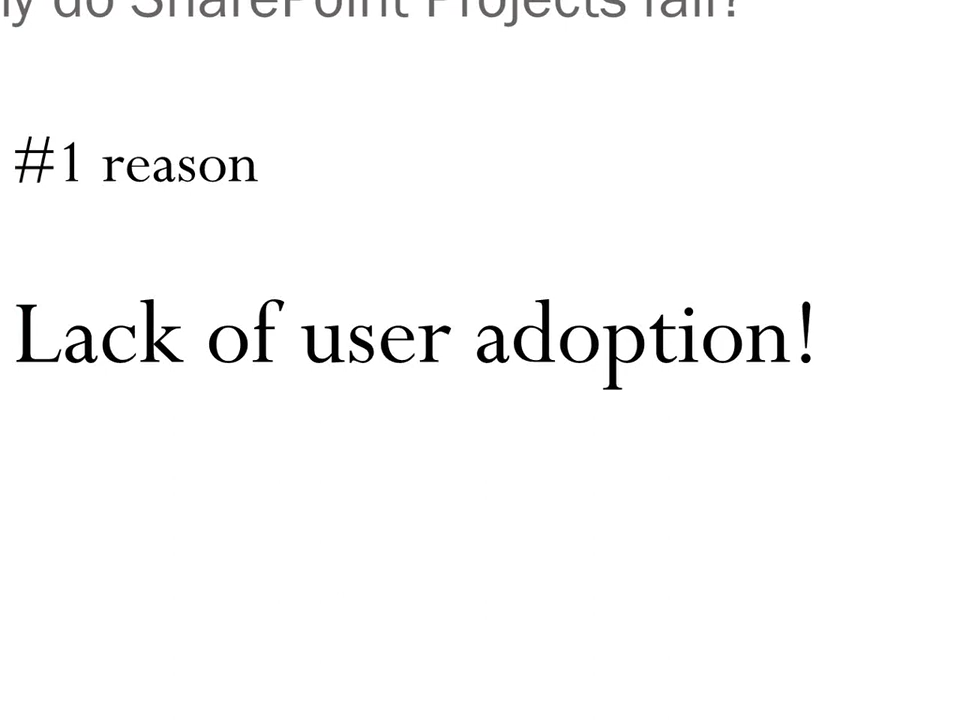 do SharePoint Projects fail?
#1 reason
Lack of user adoption!